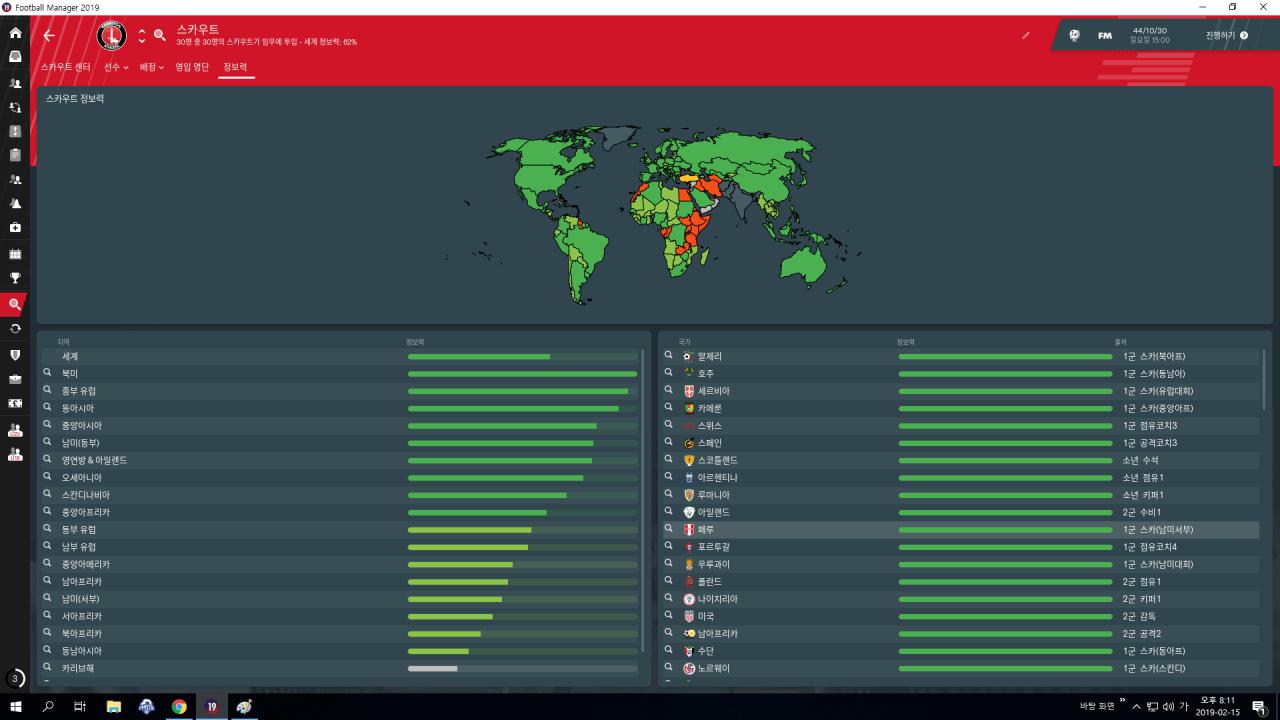 Football Manager 2019
스카우트
30명 중 30명의 스카우트가 임무에 투입 - 세계 정보력: 62%
FM
44/10/30
일요일 15:00
진행하기
스카우트 센터 선수 배정 영입 명단 정보력
스카우트 정보력
지역 정보력
세계
북미
중부 유럽
동아시아
중앙아시아
남미(동부)
영연방 & 아일랜드
오세아니아
스칸디나비아
중앙아프리카
동부 유럽
남부 유럽
중앙아메리카
남아프리카
남미(서부)
서아프리카
북아프리카
동남아시아
카리브해
국가 정보력 출처
알제리 1군 스카(북아프)
호주 1군 스카(동남아)
세르비아 1군 스카(유럽대회)
카메룬 1군 스카(중앙아프)
스위스 1군 점유코치3
스페인 1군 공격코치3
스코틀랜드 소년 수석
아르헨티나 소년 점유1
루마니아 소년 키퍼1
아일랜드 2군 수비1
페루 1군 스카(남미서부)
포르투갈 1군 점유코치4
우루과이 1군 스카(남미대회)
폴란드 2군 점유1
나이지리아 2군 키퍼1
미국 2군 감독
남아프리카 2군 공격2
수단 1군 스카(동아프)
노르웨이 1군 스카(스칸디)
3
19
바탕 화면
가
오후 8:11
2019-02-15
1